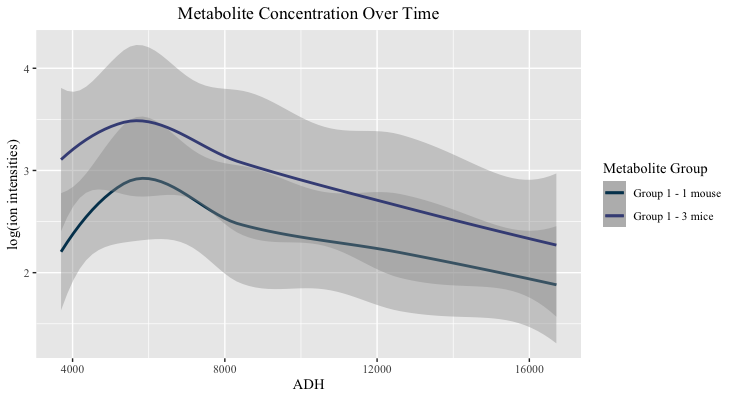 Metabolite Concentration Over Time
log(ion intensities)
4
3
2
4000
8000
12000
16000
ADH
Metabolite Group
Group 1 - 1 mouse
Group 1 - 3 mice